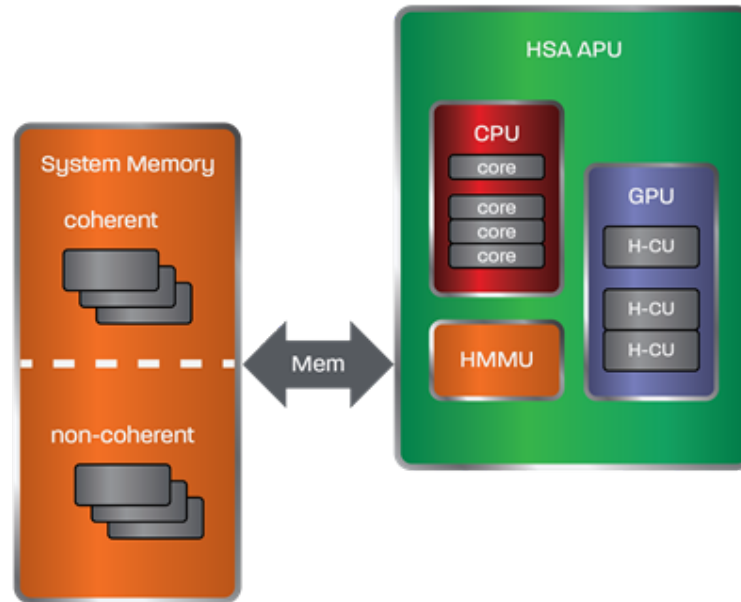 System Memory
coherent
non-coherent
Mem
HSA APU
CPU
core
core
core
core
HMMU
GPU
H-CU
H-CU
H-CU